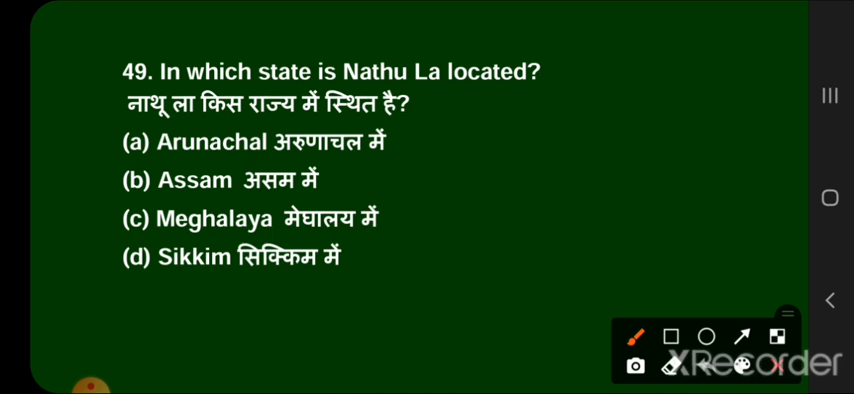 49. In which state is Nathu La located?
नाथू ला किस राज्य में स्थित है?
(a) Arunachal अरुणाचल में
(b) Assam असम में
(c) Meghalaya मेघालय में
(d) Sikkim सिक्किम में
XRecorder